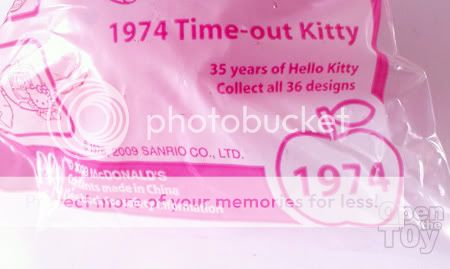 1974 Time-out Kitty
35 years of Hello Kitty
Collect all 36 designs
photobucket
2009 SANRIO CO., LTD.
McDONALD'S
made in China
1974
more of your memories for less!
Open
the
Toy